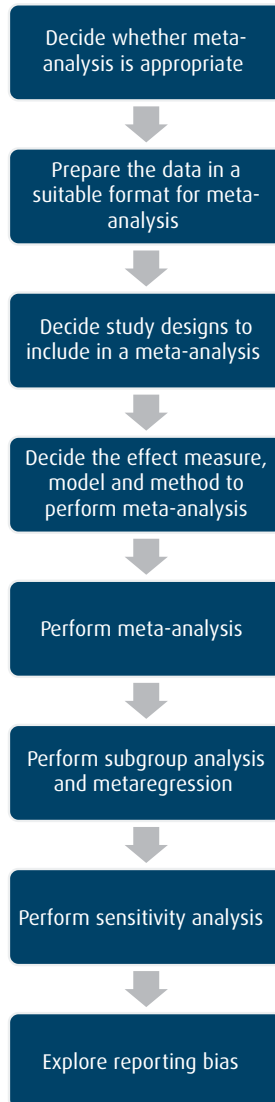 Decide whether meta-
analysis is appropriate
Prepare the data in a
suitable format for meta-
analysis
Decide study designs to
include in a meta-analysis
Decide the effect measure,
model and method to
perform meta-analysis
Perform meta-analysis
Perform subgroup analysis
and metaregression
Perform sensitivity analysis
Explore reporting bias